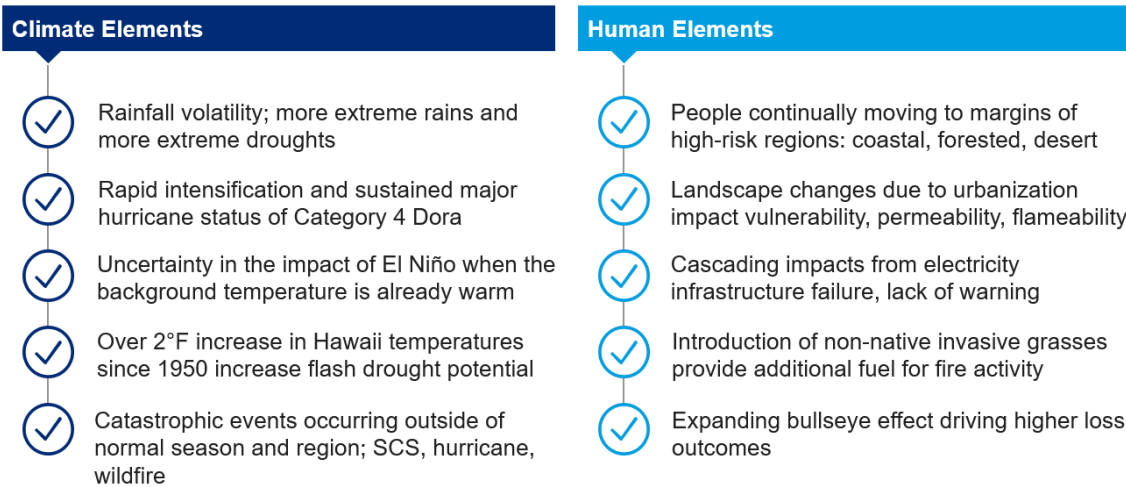 Climate Elements
Rainfall volatility; more extreme rains and
more extreme droughts
Rapid intensification and sustained major
hurricane status of Category 4 Dora
Uncertainty in the impact of El Niño when the
background temperature is already warm
Over 2°F increase in Hawaii temperatures
since 1950 increase flash drought potential
Catastrophic events occurring outside of
normal season and region; SCS, hurricane,
wildfire
Human Elements
People continually moving to margins of
high-risk regions: coastal, forested, desert
Landscape changes due to urbanization
impact vulnerability, permeability, flameability
Cascading impacts from electricity
infrastructure failure, lack of warning
Introduction of non-native invasive grasses
provide additional fuel for fire activity
Expanding bullseye effect driving higher loss
outcomes